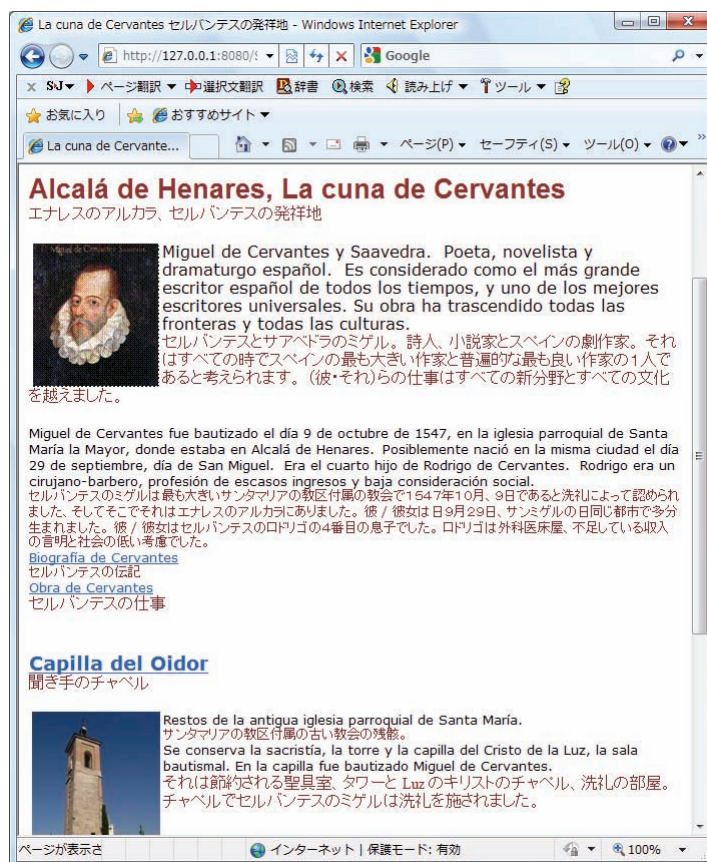 La cuna de Cervantes セルバンテスの発祥地 - Windows Internet Explorer
http://127.0.0.1:8080/
Google
x ページ翻訳 選択文翻訳 辞書 検索 読み上げ ツール
お気に入り おすすめサイト
La cuna de Cervante... ページ(P) セーフティ(S) ツール(O) »
Alcalá de Henares, La cuna de Cervantes
エナレスのアルカラ、セルバンテスの発祥地
Miguel de Cervantes y Saavedra. Poeta, novelista y
dramaturgo español. Es considerado como el más grande
escritor español de todos los tiempos, y uno de los mejores
escritores universales. Su obra ha trascendido todas las
fronteras y todas las culturas.
セルバンテスとサアベドラのミゲル。詩人、小説家とスペインの劇作家。それ
はすべての時でスペインの最も大きい作家と普遍的な最も良い作家の1人で
あると考えられます。（彼・それ）らの仕事はすべての新分野とすべての文化
を越えました。
Miguel de Cervantes fue bautizado el día 9 de octubre de 1547, en la iglesia parroquial de Santa
María la Mayor, donde estaba en Alcalá de Henares. Posiblemente nació en la misma ciudad el día
29 de septiembre, día de San Miguel. Era el cuarto hijo de Rodrigo de Cervantes. Rodrigo era un
cirujano-barbero, profesión de escasos ingresos y baja consideración social.
セルバンテスのミゲルは最も大きいサンタマリアの教区付属の教会で1547年10月、9日であると洗礼によって認められ
ました、そしてそこでそれはエナレスのアルカラにありました。彼 / 彼女は日9月29日、サンミゲルの日同じ都市で多分
生まれました。彼 / 彼女はセルバンテスのロドリゴの4番目の息子でした。ロドリゴは外科医床屋、不足している収入
の言明と社会の低い考慮でした。
Biografía de Cervantes
セルバンテスの伝記
Obra de Cervantes
セルバンテスの仕事
Capilla del Oidor
聞き手のチャペル
Restos de la antigua iglesia parroquial de Santa María.
サンタマリアの教区付属の古い教会の残骸。
Se conserva la sacristía, la torre y la capilla del Cristo de la Luz, la sala
bautismal. En la capilla fue bautizado Miguel de Cervantes.
それは節約される聖具室、タワーと Luz のキリストのチャペル、洗礼の部屋。
チャペルでセルバンテスのミゲルは洗礼を施されました。
ページが表示さ インターネット | 保護モード: 有効 100%